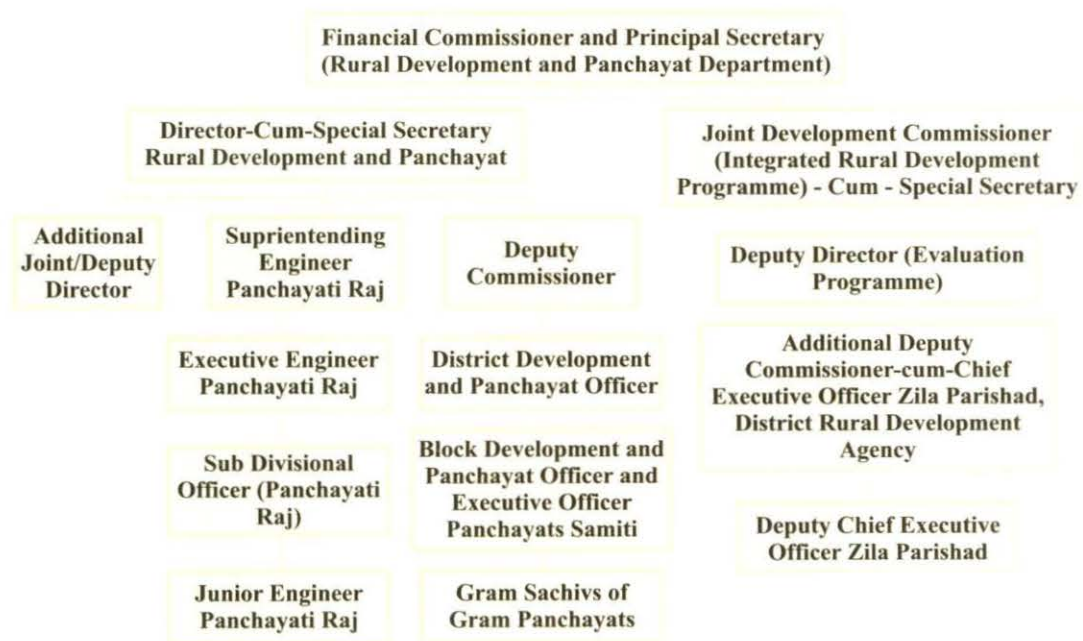 Financial Commissioner and Principal Secretary
(Rural Development and Panchayat Department)
Director-Cum-Special Secretary
Rural Development and Panchayat
Joint Development Commissioner
(Integrated Rural Development
Programme) - Cum - Special Secretary
Additional
Joint/Deputy
Director
Suprientending
Engineer
Panchayati Raj
Deputy
Commissioner
Deputy Director (Evaluation
Programme)
Executive Engineer
Panchayati Raj
District Development
and Panchayat Officer
Additional Deputy
Commissioner-cum-Chief
Executive Officer Zila Parishad,
District Rural Development
Agency
Sub Divisional
Officer (Panchayati
Raj)
Block Development and
Panchayat Officer and
Executive Officer
Panchayats Samiti
Deputy Chief Executive
Officer Zila Parishad
Junior Engineer
Panchayati Raj
Gram Sachivs of
Gram Panchayats